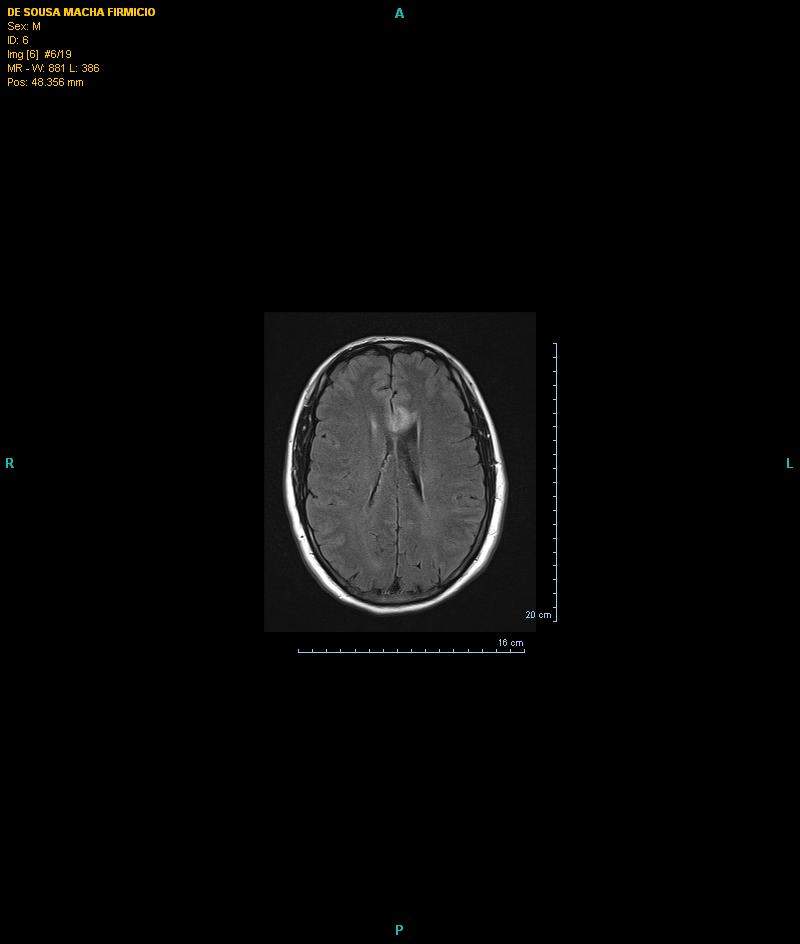 DE SOUSA MACHA FIRMICIO
Sex: M
ID: 6
Img [6] #6/19
MR - W: 881 L: 386
Pos: 48.356 mm
A
R
L
20 cm
16 cm
P